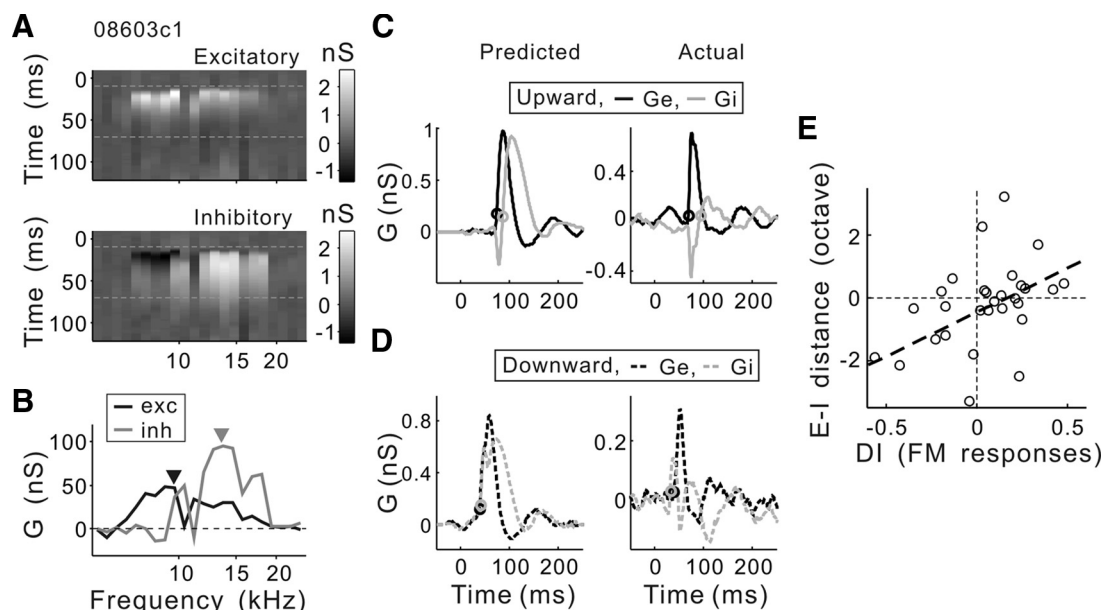 A
08603c1
Excitatory
nS
Time (ms)
0
50
100
2
1
0
-1
Inhibitory
nS
Time (ms)
0
50
100
2
1
0
-1
10
15
20
B
exc
inh
G (nS)
100
50
0
10
15
20
Frequency (kHz)
C
Predicted
Actual
Upward, Ge, Gi
G (nS)
1
0.5
0
0
100
200
0.4
0
-0.4
0
100
200
D
Downward, Ge, Gi
G (nS)
0.8
0.4
0
0
100
200
Time (ms)
0.2
0
0
100
200
Time (ms)
E
E-I distance (octave)
2
0
-2
-0.5
0
0.5
DI (FM responses)